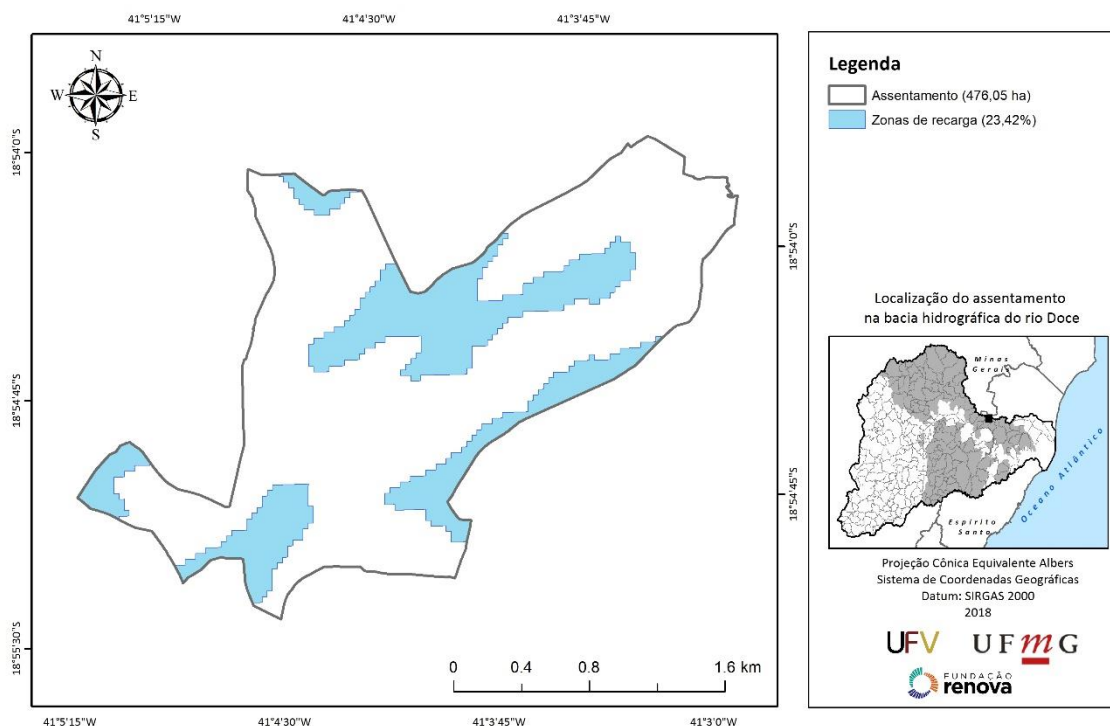 41°5'15"W 41°4'30"W 41°3'45"W
N
W E
S
18°54'0"S
18°54'45"S
18°55'30"S
18°54'0"S
18°54'45"S
0 0.4 0.8 1.6 km
41°5'15"W 41°4'30"W 41°3'45"W 41°3'0"W
Legenda
Assentamento (476,05 ha)
Zonas de recarga (23,42%)
Localização do assentamento
na bacia hidrográfica do rio Doce
Minas
Gerais
Oceano Atlântico
Espírito
Santo
Projeção Cônica Equivalente Albers
Sistema de Coordenadas Geográficas
Datum: SIRGAS 2000
2018
UFV UFmG
FUNDAÇÃO
renova